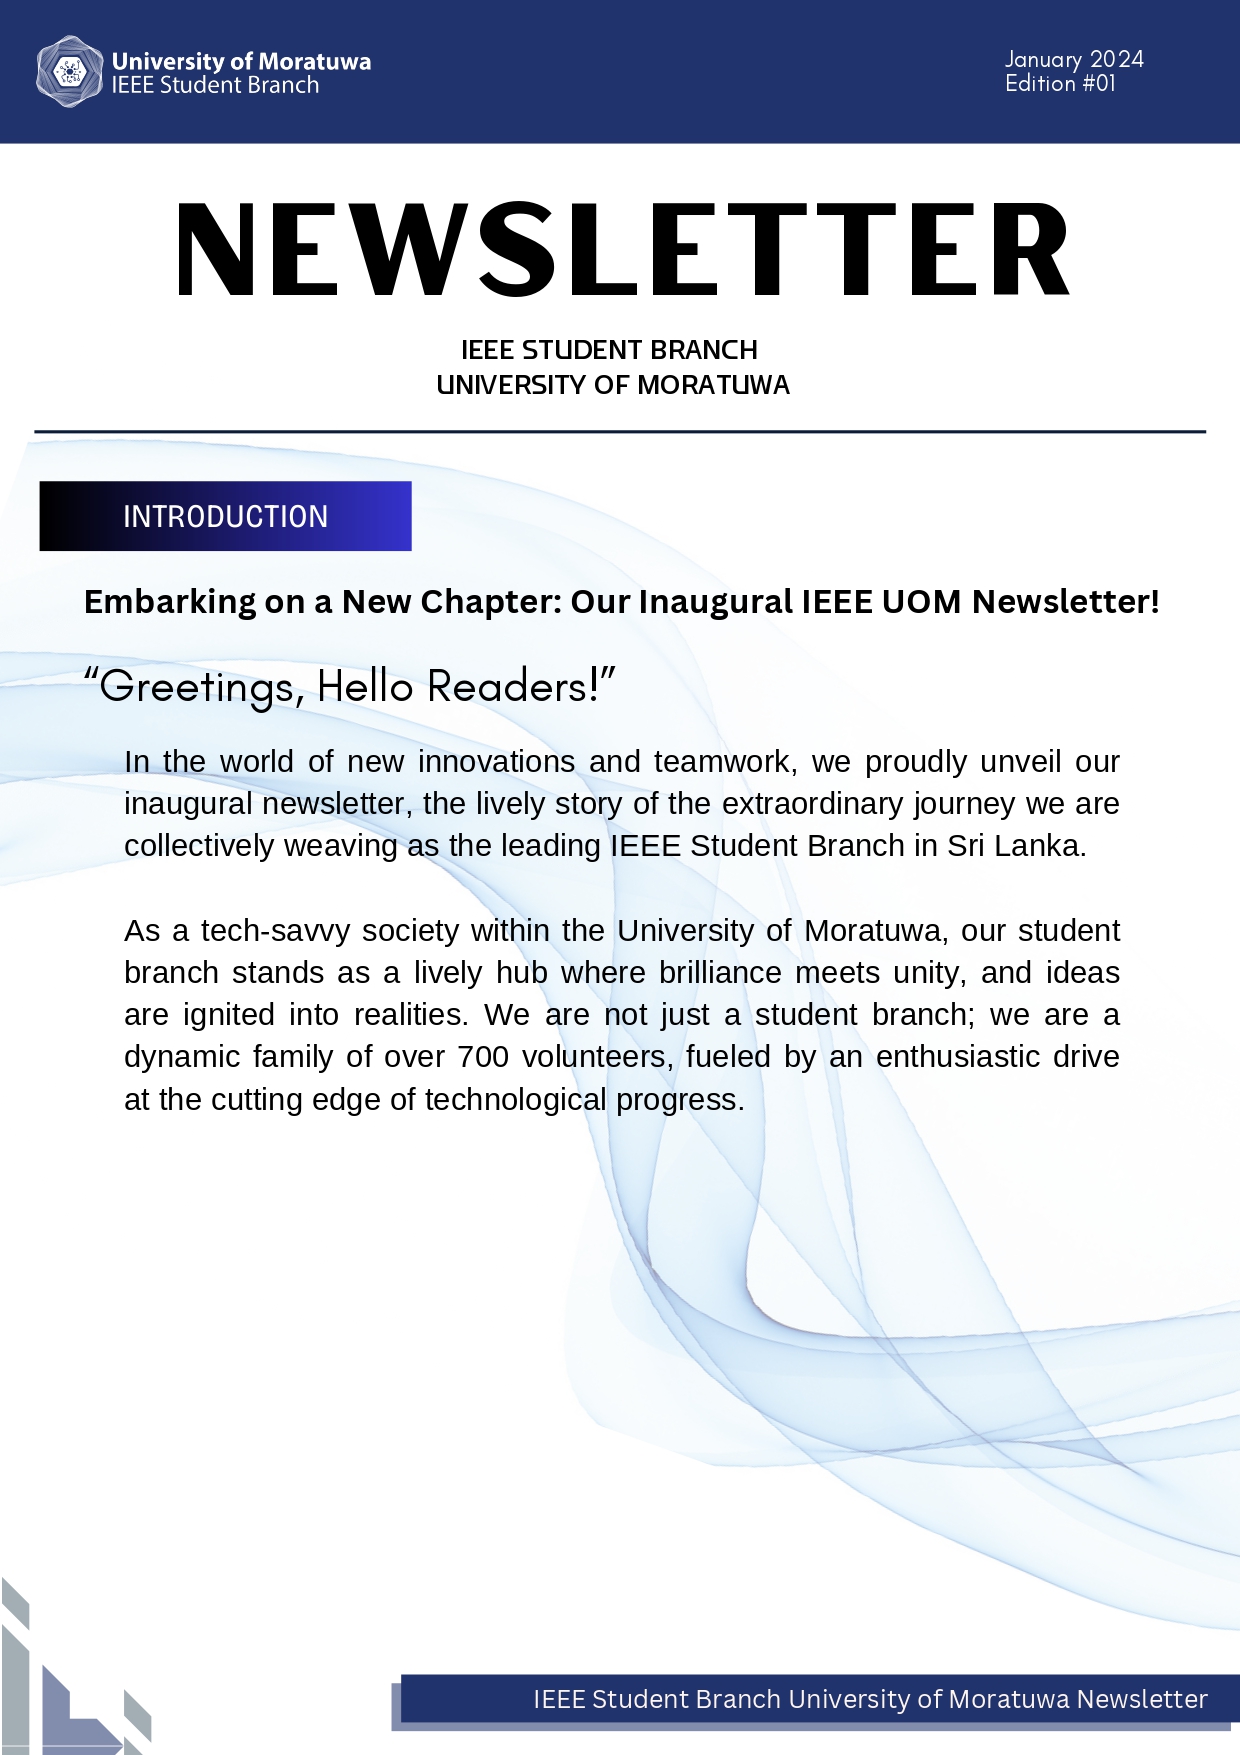 University of Moratuwa
IEEE Student Branch
January 2024
Edition #01
NEWSLETTER
IEEE STUDENT BRANCH
UNIVERSITY OF MORATUWA
INTRODUCTION
Embarking on a New Chapter: Our Inaugural IEEE UOM Newsletter!
“Greetings, Hello Readers!”
In the world of new innovations and teamwork, we proudly unveil our
inaugural newsletter, the lively story of the extraordinary journey we are
collectively weaving as the leading IEEE Student Branch in Sri Lanka.
As a tech-savvy society within the University of Moratuwa, our student
branch stands as a lively hub where brilliance meets unity, and ideas
are ignited into realities. We are not just a student branch; we are a
dynamic family of over 700 volunteers, fueled by an enthusiastic drive
at the cutting edge of technological progress.
IEEE Student Branch University of Moratuwa Newsletter